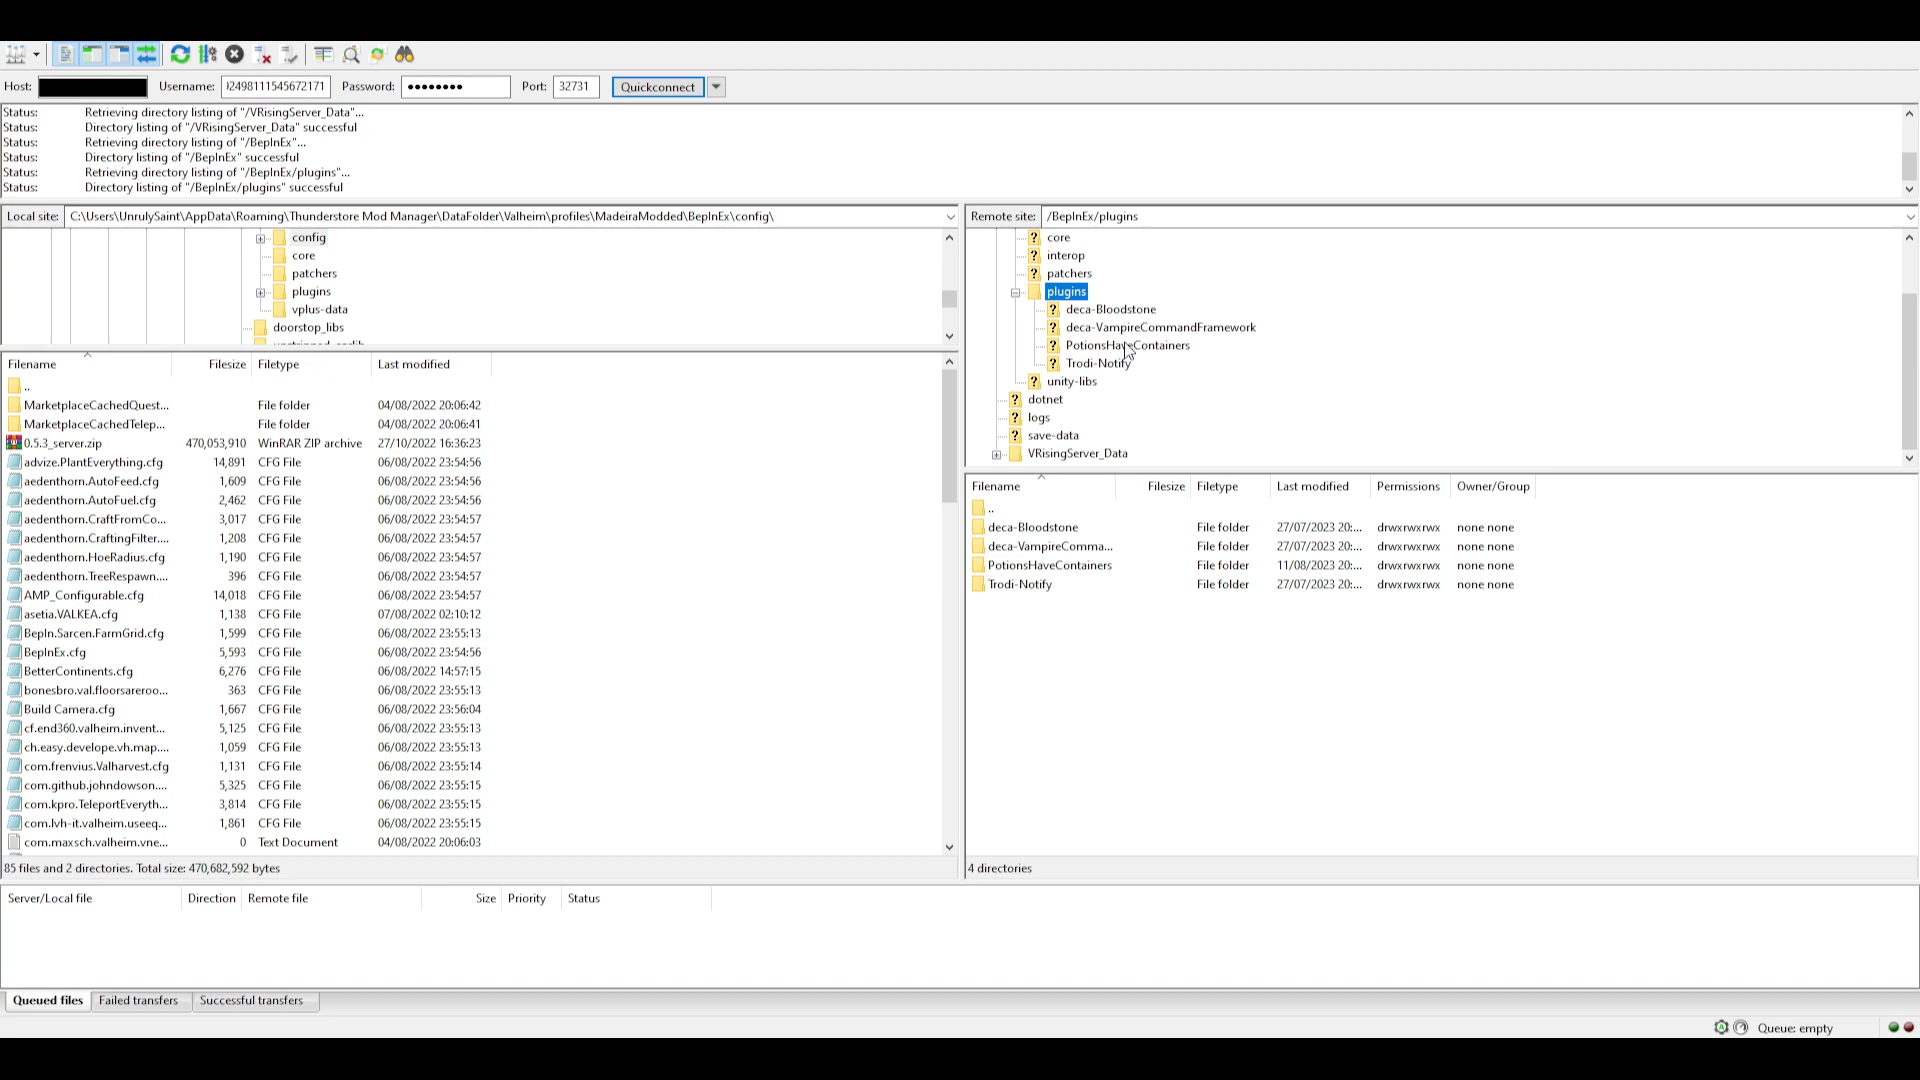 Host: Username: )2498111545672171 Password: ●●●●●●●● Port: 32731 Quickconnect
Status: Retrieving directory listing of "/VRisingServer_Data"...
Status: Directory listing of "/VRisingServer_Data" successful
Status: Retrieving directory listing of "/BepInEx"...
Status: Directory listing of "/BepInEx" successful
Status: Retrieving directory listing of "/BepInEx/plugins"...
Status: Directory listing of "/BepInEx/plugins" successful
Local site: C:\Users\UnrulySaint\AppData\Roaming\Thunderstore Mod Manager\DataFolder\Valheim\profiles\MadeiraModded\BepInEx\config\
config
core
patchers
plugins
vplus-data
doorstop_libs
Filename Filesize Filetype Last modified
..
MarketplaceCachedQuest... File folder 04/08/2022 20:06:42
MarketplaceCachedTelep... File folder 04/08/2022 20:06:41
0.5.3_server.zip 470,053,910 WinRAR ZIP archive 27/10/2022 16:36:23
advize.PlantEverything.cfg 14,891 CFG File 06/08/2022 23:54:56
aedenthorn.AutoFeed.cfg 1,609 CFG File 06/08/2022 23:54:56
aedenthorn.AutoFuel.cfg 2,462 CFG File 06/08/2022 23:54:56
aedenthorn.CraftFromCo... 3,017 CFG File 06/08/2022 23:54:57
aedenthorn.CraftingFilter.... 1,208 CFG File 06/08/2022 23:54:57
aedenthorn.HoeRadius.cfg 1,190 CFG File 06/08/2022 23:54:57
aedenthorn.TreeRespawn.... 396 CFG File 06/08/2022 23:54:57
AMP_Configurable.cfg 14,018 CFG File 06/08/2022 23:54:57
asetia.VALKEA.cfg 1,138 CFG File 07/08/2022 02:10:12
BepIn.Sarcen.FarmGrid.cfg 1,599 CFG File 06/08/2022 23:55:13
BepInEx.cfg 5,593 CFG File 06/08/2022 23:54:56
BetterContinents.cfg 6,276 CFG File 06/08/2022 14:57:15
bonesbro.val.floorsareroo... 363 CFG File 06/08/2022 23:55:13
Build Camera.cfg 1,667 CFG File 06/08/2022 23:56:04
cf.end360.valheim.invent... 5,125 CFG File 06/08/2022 23:55:13
ch.easy.develope.vh.map.... 1,059 CFG File 06/08/2022 23:55:13
com.frenvius.Valharvest.cfg 1,131 CFG File 06/08/2022 23:55:14
com.github.johndowson.... 5,325 CFG File 06/08/2022 23:55:15
com.kpro.TeleportEveryth... 3,814 CFG File 06/08/2022 23:55:15
com.lvh-it.valheim.useeq... 1,861 CFG File 06/08/2022 23:55:15
com.maxsch.valheim.vne... 0 Text Document 04/08/2022 20:06:03
85 files and 2 directories. Total size: 470,682,592 bytes
Remote site: /BepInEx/plugins
core
interop
patchers
plugins
deca-Bloodstone
deca-VampireCommandFramework
PotionsHaveContainers
Trodi-Notify
unity-libs
dotnet
logs
save-data
VRisingServer_Data
Filename Filesize Filetype Last modified Permissions Owner/Group
..
deca-Bloodstone File folder 27/07/2023 20:... drwxrwxrwx none none
deca-VampireComma... File folder 27/07/2023 20:... drwxrwxrwx none none
PotionsHaveContainers File folder 11/08/2023 20:... drwxrwxrwx none none
Trodi-Notify File folder 27/07/2023 20:... drwxrwxrwx none none
4 directories
Server/Local file Direction Remote file Size Priority Status
Queued files Failed transfers Successful transfers
Queue: empty